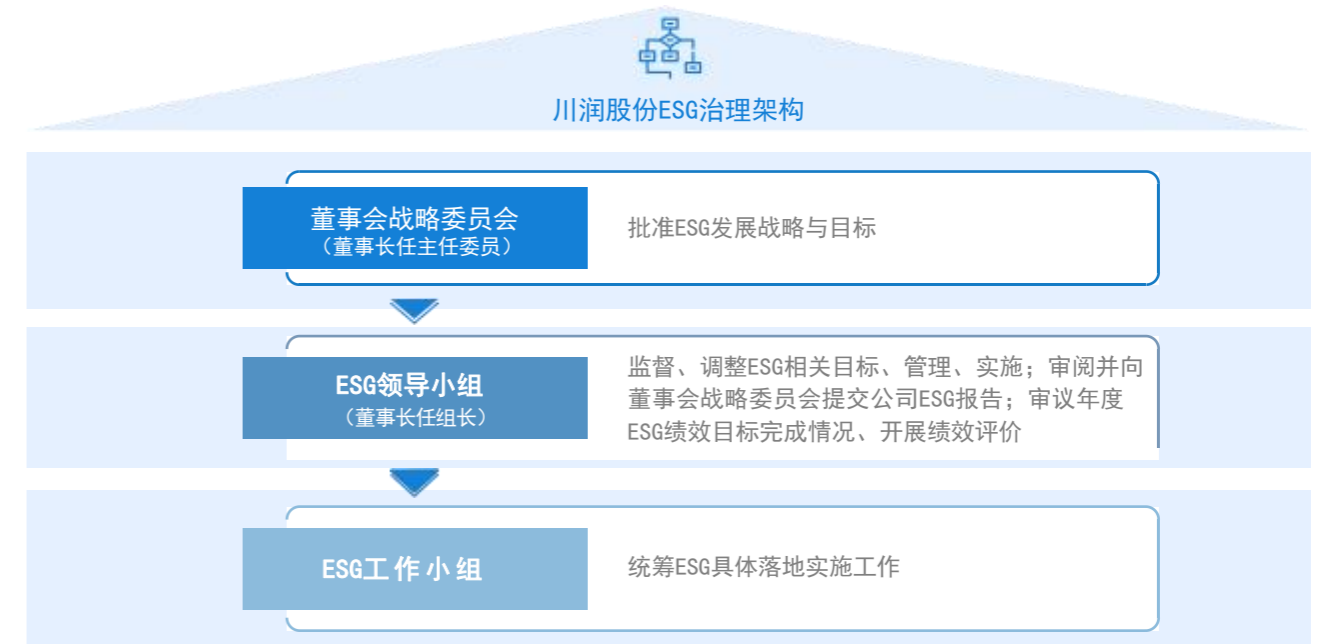 川润股份ESG治理架构
董事会战略委员会
（董事长任主任委员）
批准ESG发展战略与目标
ESG领导小组
（董事长任组长）
监督、调整ESG相关目标、管理、实施；审阅并向
董事会战略委员会提交公司ESG报告；审议年度
ESG绩效目标完成情况、开展绩效评价
ESG工作小组
统筹ESG具体落地实施工作